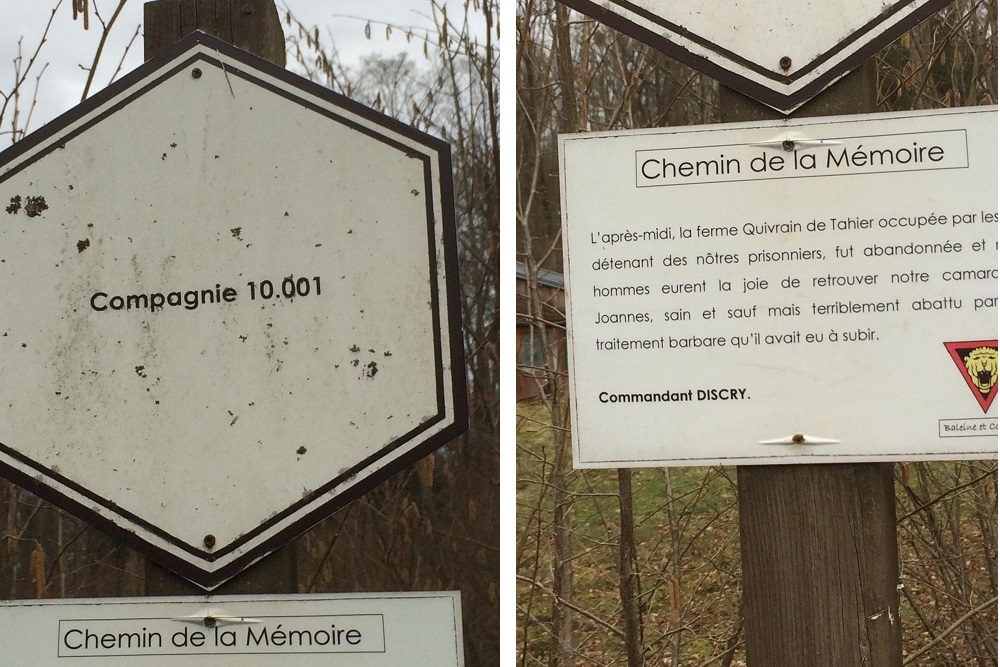 Compagnie 10.001
Chemin de la Mémoire
Chemin de la Mémoire
L'après-midi, la ferme Quivrain de Tahier occupée par les
détenant des nôtres prisonniers, fut abandonnée et
hommes eurent la joie de retrouver notre
Joannes, sain et sauf mais terriblement abattu par
traitement barbare qu'il avait eu à subir.
Commandant DISCRY.
Baleine et